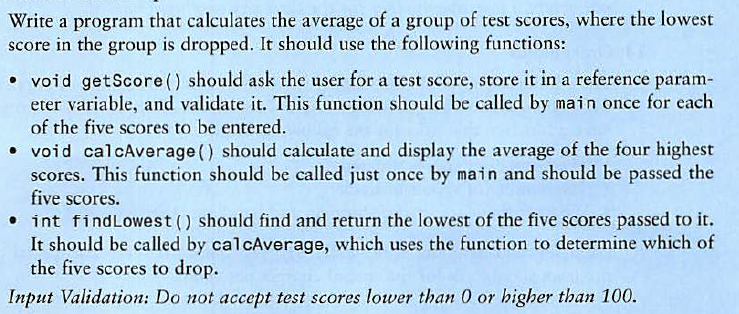 Write a program that calculates the average of a group of test scores, where the lowest
score in the group is dropped. It should use the following functions:
• void getScore() should ask the user for a test score, store it in a reference param-
eter variable, and validate it. This function should be called by main once for each
of the five scores to be entered.
• void calcAverage() should calculate and display the average of the four highest
scores. This function should be called just once by main and should be passed the
five scores.
• int findLowest() should find and return the lowest of the five scores passed to it.
It should be called by calcAverage, which uses the function to determine which of
the five scores to drop.
Input Validation: Do not accept test scores lower than 0 or higher than 100.